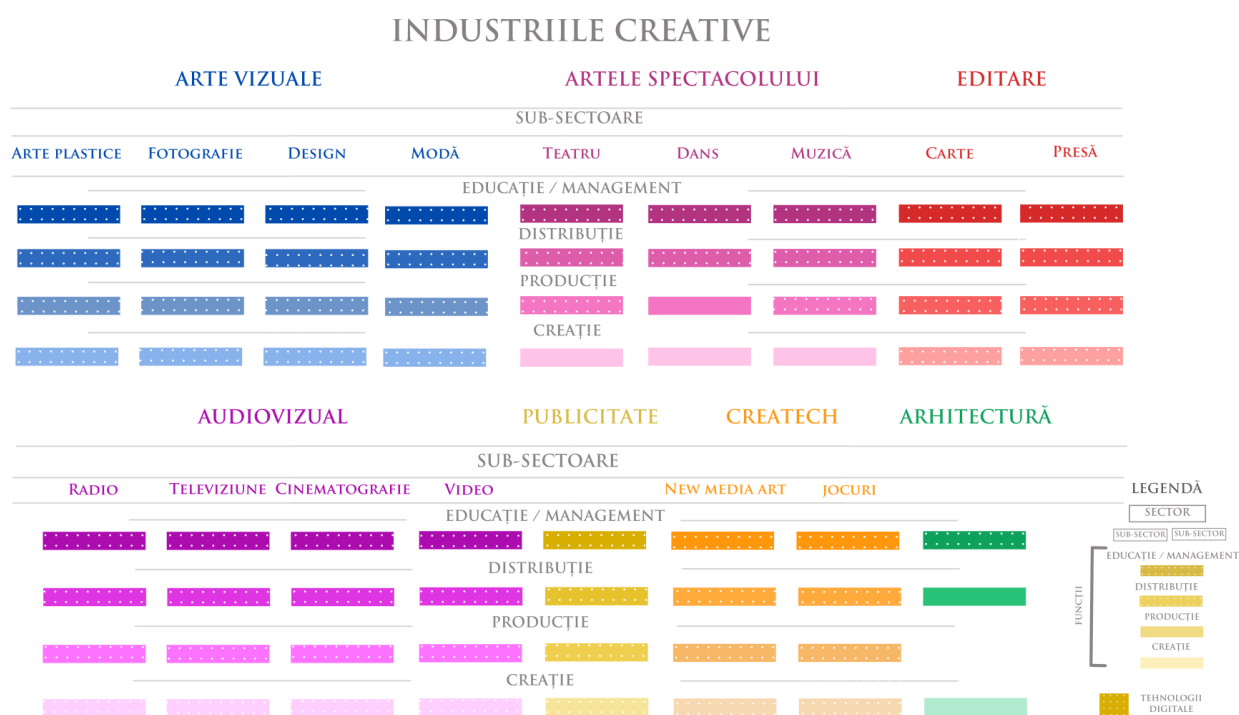 INDUSTRIILE CREATIVE
ARTE VIZUALE ARTELE SPECTACOLULUI EDITARE
SUB-SECTOARE
ARTE PLASTICE FOTOGRAFIE DESIGN MODĂ TEATRU DANS MUZICĂ CARTE PRESĂ
EDUCAȚIE / MANAGEMENT
DISTRIBUȚIE
PRODUCȚIE
CREAȚIE
AUDIOVIZUAL PUBLICITATE CREATECH ARHITECTURĂ
SUB-SECTOARE
RADIO TELEVIZIUNE CINEMATOGRAFIE VIDEO NEW MEDIA ART JOCURI
EDUCAȚIE / MANAGEMENT
DISTRIBUȚIE
PRODUCȚIE
CREAȚIE
LEGENDĂ
SECTOR
SUB-SECTOR SUB-SECTOR
FUNCȚII
EDUCAȚIE / MANAGEMENT
DISTRIBUȚIE
PRODUCȚIE
CREAȚIE
TEHNOLOGII
DIGITALE